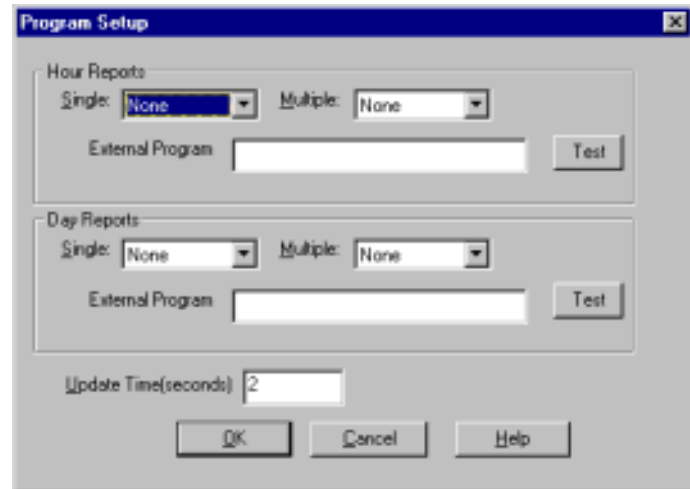 Program Setup
Hour Reports
Single: None Multiple: None
External Program Test
Day Reports
Single: None Multiple: None
External Program Test
Update Time(seconds) 2
OK Cancel Help